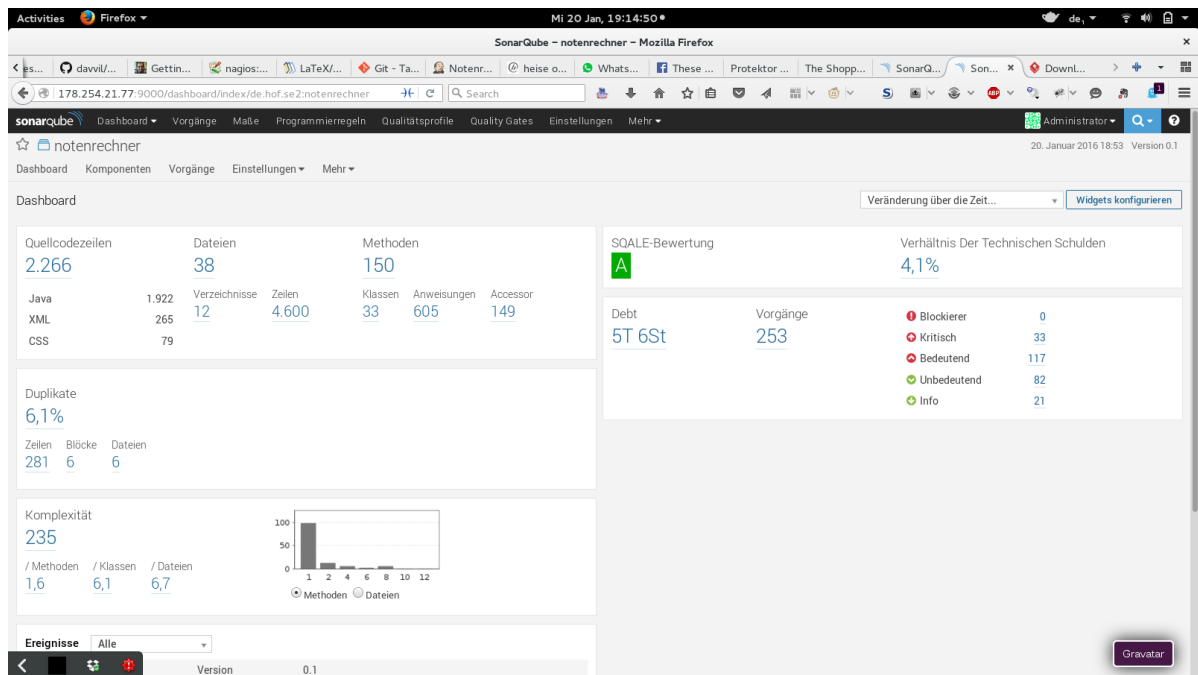 Activities Firefox Mi 20 Jan, 19:14:50 de₁
SonarQube – notenrechner – Mozilla Firefox
es... davvil/... Gettin... nagios:... LaTeX/... Git - Ta... Notenr... heise o... Whats... These ... Protektor ... The Shopp... SonarQ... Son... Downl...
178.254.21.77:9000/dashboard/index/de.hof.se2:notenrechner Search S ABP 1
sonarqube Dashboard Vorgänge Maße Programmierregeln Qualitätsprofile Quality Gates Einstellungen Mehr Administrator
notenrechner 20. Januar 2016 18:53 Version 0.1
Dashboard Komponenten Vorgänge Einstellungen Mehr
Dashboard Veränderung über die Zeit... Widgets konfigurieren
Quellcodezeilen Dateien Methoden
2.266 38 150
Java 1.922
XML 265
CSS 79
Verzeichnisse Zeilen Klassen Anweisungen Accessor
12 4.600 33 605 149
SQALE-Bewertung Verhältnis Der Technischen Schulden
A 4,1%
Debt Vorgänge
5T 6St 253
Blockierer 0
Kritisch 33
Bedeutend 117
Unbedeutend 82
Info 21
Duplikate
6,1%
Zeilen Blöcke Dateien
281 6 6
Komplexität
235
/ Methoden / Klassen / Dateien
1,6 6,1 6,7
100
50
0
1 2 4 6 8 10 12
Methoden Dateien
Ereignisse Alle
Version 0.1
Gravatar